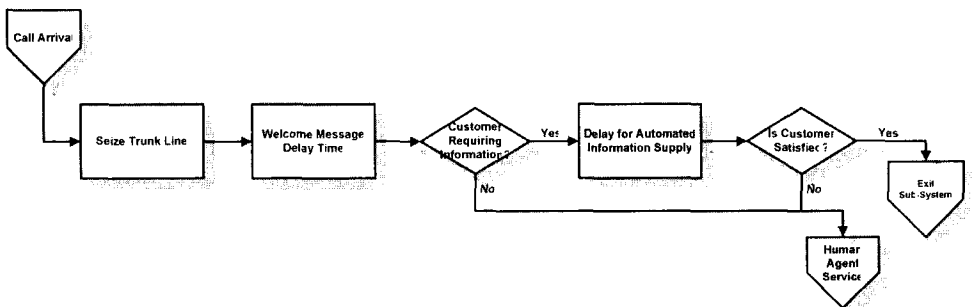 Call Arrival
Seize Trunk Line
Welcome Message
Delay Time
Customer
Requiring
Information?
Yes
No
Delay for Automated
Information Supply
Is Customer
Satisfied ?
Yes
No
Exit
Sub-System
Human
Agent
Service